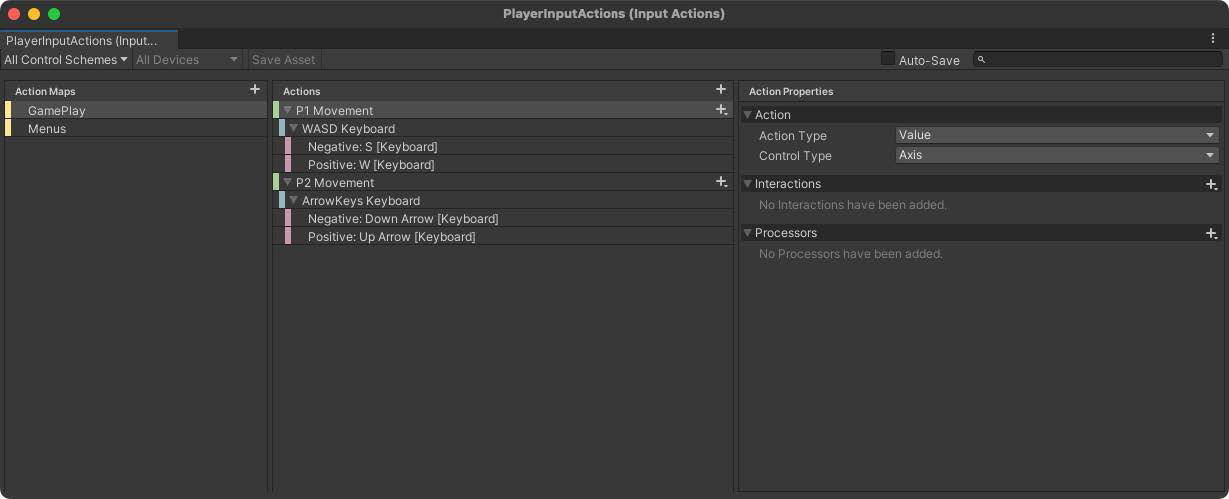 PlayerInputActions (Input Actions)
PlayerInputActions (Input...
All Control Schemes All Devices Save Asset Auto-Save
Action Maps
GamePlay
Menus
Actions
P1 Movement
WASD Keyboard
Negative: S [Keyboard]
Positive: W [Keyboard]
P2 Movement
ArrowKeys Keyboard
Negative: Down Arrow [Keyboard]
Positive: Up Arrow [Keyboard]
Action Properties
Action
Action Type Value
Control Type Axis
Interactions
No Interactions have been added.
Processors
No Processors have been added.